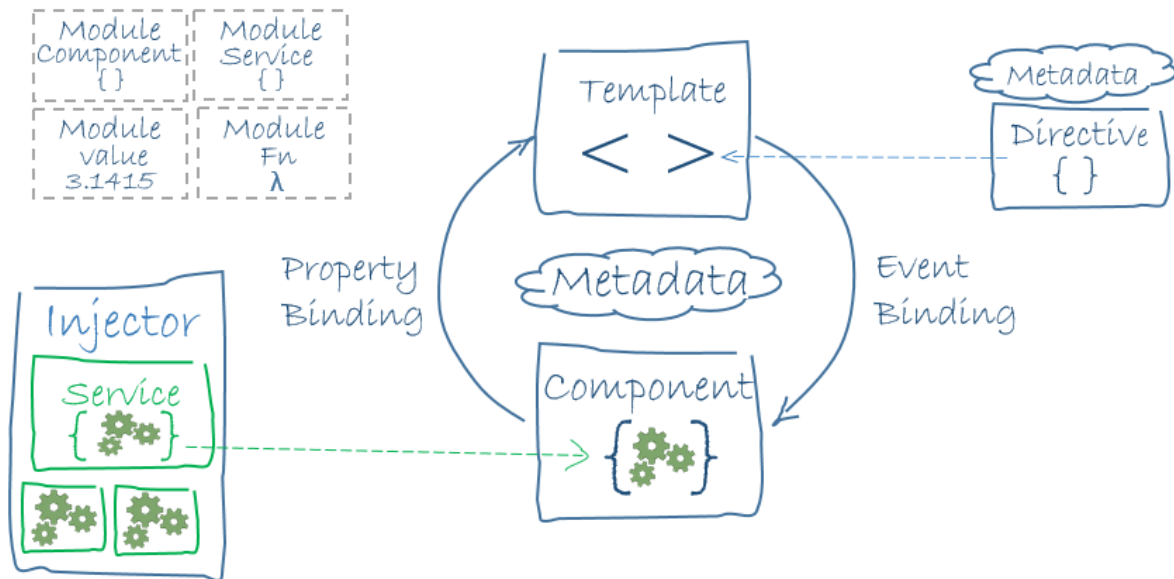 Module
Component
{ }
Module
Service
{ }
Module
value
3.1415
Module
Fn
λ
Template
< >
Metadata
Directive
{ }
Property
Binding
Metadata
Event
Binding
Injector
Service
{ }
Component
{ }